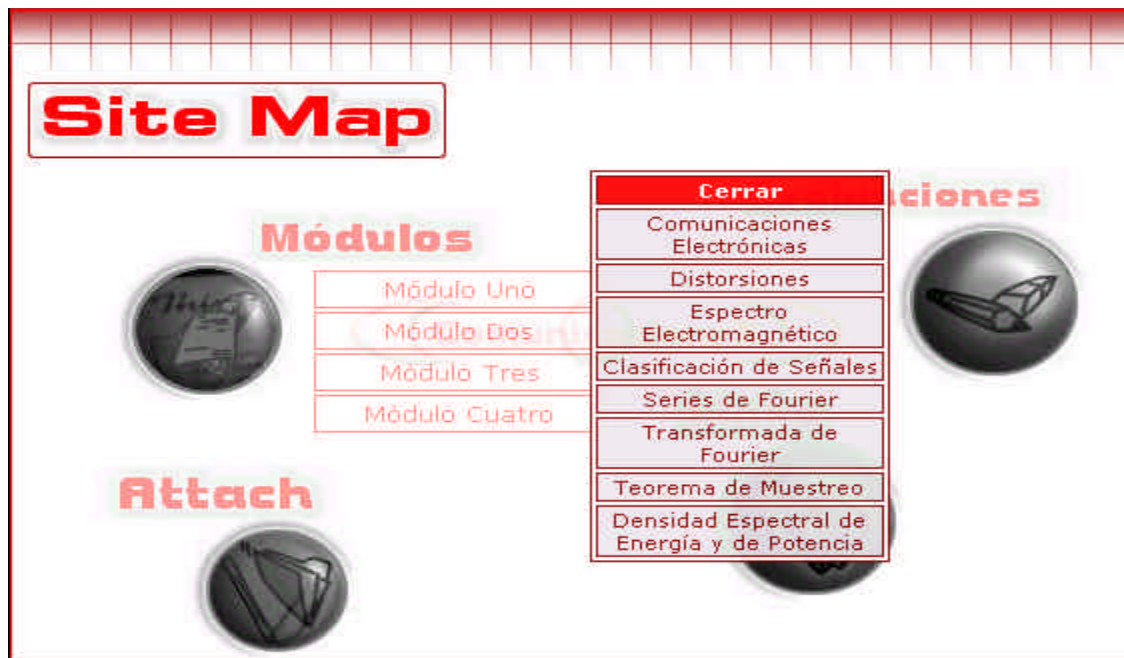 Site Map
Módulos
Módulo Uno
Módulo Dos
Módulo Tres
Módulo Cuatro
Attach
Cerrar
Comunicaciones
Electrónicas
Distorsiones
Espectro
Electromagnético
Clasificación de Señales
Series de Fourier
Transformada de
Fourier
Teorema de Muestreo
Densidad Espectral de
Energía y de Potencia
ciones